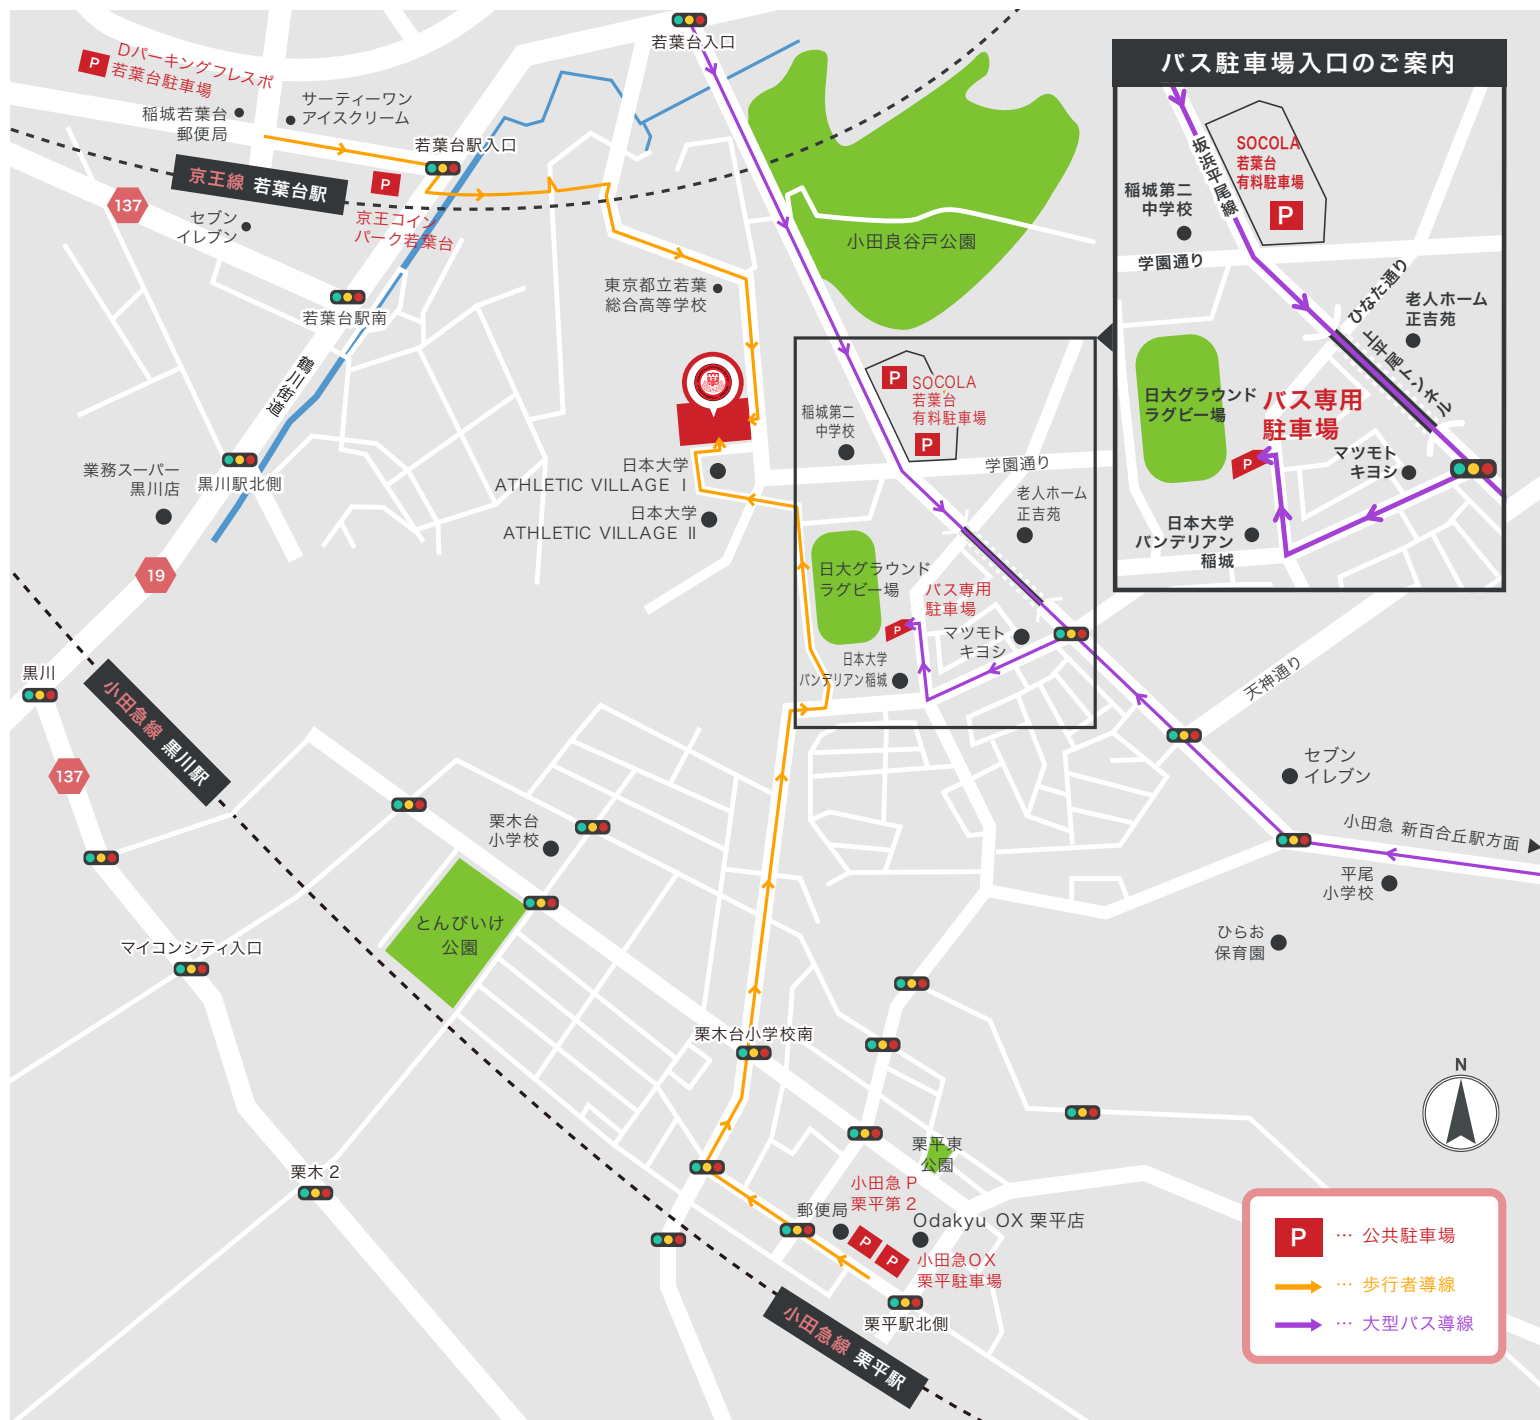 若葉台入口
P
Dパーキングフレスポ
若葉台駐車場
稲城若葉台
郵便局
サーティーワン
アイスクリーム
若葉台駅入口
京王線 若葉台駅
P
137
セブン
イレブン
京王コイン
パーク若葉台
若葉台駅南
鶴川街道
東京都立若葉
総合高等学校
小田良谷戸公園
業務スーパー
黒川店
黒川駅北側
19
日本大学
ATHLETIC VILLAGE Ⅰ
日本大学
ATHLETIC VILLAGE Ⅱ
P
SOCOLA
若葉台
有料駐車場
P
稲城第二
中学校
学園通り
老人ホーム
正吉苑
日大グラウンド
ラグビー場
バス専用
駐車場
P
マツモト
キヨシ
日本大学
バンデリアン稲城
バス駐車場入口のご案内
坂浜平尾線
SOCOLA
若葉台
有料駐車場
P
稲城第二
中学校
学園通り
ひなた通り
老人ホーム
正吉苑
上平尾トンネル
日大グラウンド
ラグビー場
バス専用
駐車場
P
マツモト
キヨシ
日本大学
バンデリアン
稲城
黒川
小田急線 黒川駅
137
天神通り
セブン
イレブン
小田急 新百合丘駅方面
平尾
小学校
ひらお
保育園
栗木台
小学校
とんびいけ
公園
マイコンシティ入口
栗木台小学校南
栗木2
栗平東
公園
小田急P
栗平第2
郵便局
P
P
Odakyu OX 栗平店
小田急OX
栗平駐車場
栗平駅北側
小田急線 栗平駅
N
P … 公共駐車場
… 歩行者導線
… 大型バス導線